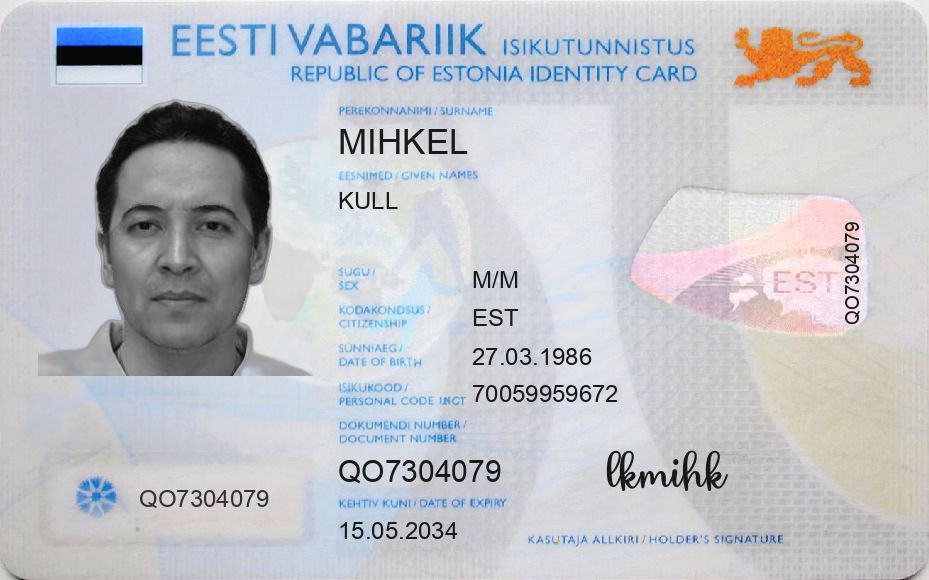 EESTI VABARIIK ISIKUTUNNISTUS
REPUBLIC OF ESTONIA IDENTITY CARD
PEREKONNANIMI / SURNAME
MIHKEL
EESNIMED / GIVEN NAMES
KULL
SUGU /
SEX
M/M
KODAKONDSUS /
CITIZENSHIP
EST
SÜNNIAEG /
DATE OF BIRTH
27.03.1986
ISIKUKOOD /
PERSONAL CODE
70059959672
DOKUMENDI NUMBER /
DOCUMENT NUMBER
QO7304079
KEHTIV KUNI / DATE OF EXPIRY
15.05.2034
QO7304079
EST
QO7304079
lkmihk
KASUTAJA ALLKIRI / HOLDER'S SIGNATURE